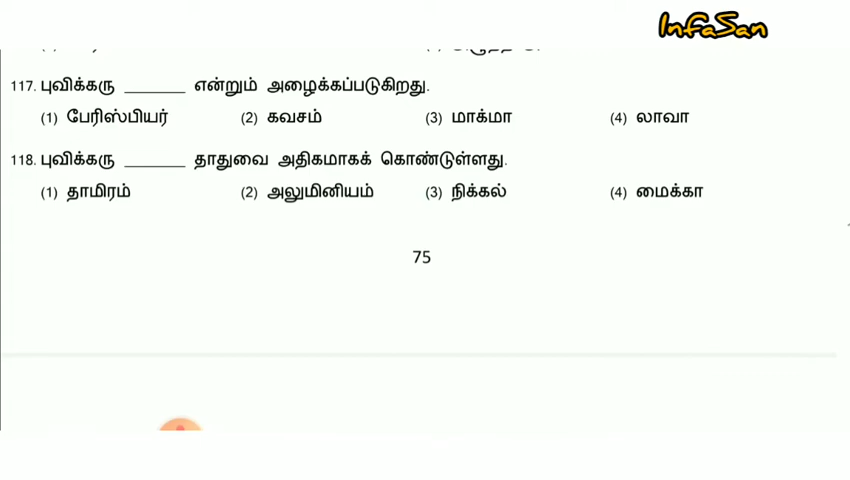 InFaSan
117. புவிக்கரு _______ என்றும் அழைக்கப்படுகிறது.
(1) பேரிஸ்பியர் (2) கவசம் (3) மாக்மா (4) லாவா
118. புவிக்கரு _______ தாதுவை அதிகமாகக் கொண்டுள்ளது.
(1) தாமிரம் (2) அலுமினியம் (3) நிக்கல் (4) மைக்கா
75